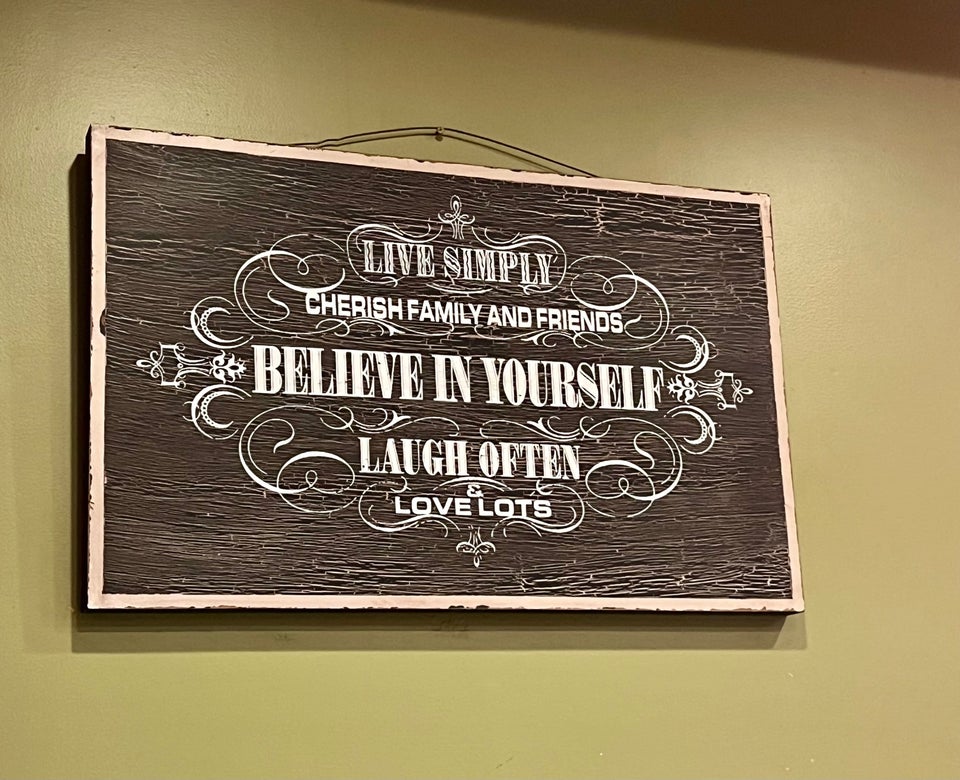 LIVE SIMPLY
CHERISH FAMILY AND FRIENDS
BELIEVE IN YOURSELF
LAUGH OFTEN
&
LOVE LOTS